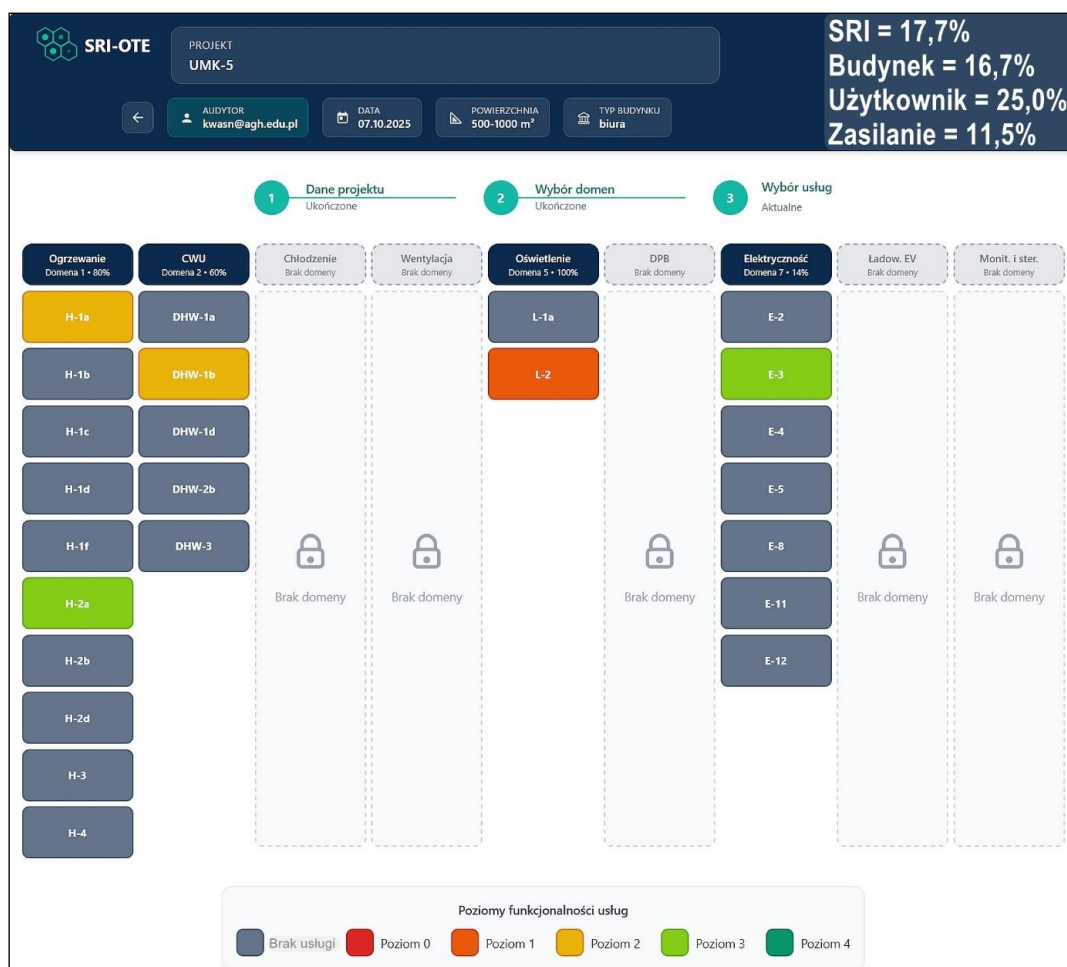 SRI-OTE
PROJEKT
UMK-5
SRI = 17,7%
Budynek = 16,7%
Użytkownik = 25,0%
Zasilanie = 11,5%
AUDYTOR
kwasn@agh.edu.pl
DATA
07.10.2025
POWIERZCHNIA
500-1000 m²
TYP BUDYNKU
biura
1
Dane projektu
Ukończone
2
Wybór domen
Ukończone
3
Wybór usług
Aktualne
Ogrzewanie
Domena 1 • 80%
CWU
Domena 2 • 60%
Chłodzenie
Brak domeny
Wentylacja
Brak domeny
Oświetlenie
Domena 5 • 100%
DPB
Brak domeny
Elektryczność
Domena 7 • 14%
Ładow. EV
Brak domeny
Monit. i ster.
Brak domeny
H-1a
H-1b
H-1c
H-1d
H-1f
H-2a
H-2b
H-2d
H-3
H-4
DHW-1a
DHW-1b
DHW-1d
DHW-2b
DHW-3
Brak domeny
Brak domeny
L-1a
L-2
Brak domeny
E-2
E-3
E-4
E-5
E-8
E-11
E-12
Brak domeny
Brak domeny
Poziomy funkcjonalności usług
Brak usługi
Poziom 0
Poziom 1
Poziom 2
Poziom 3
Poziom 4